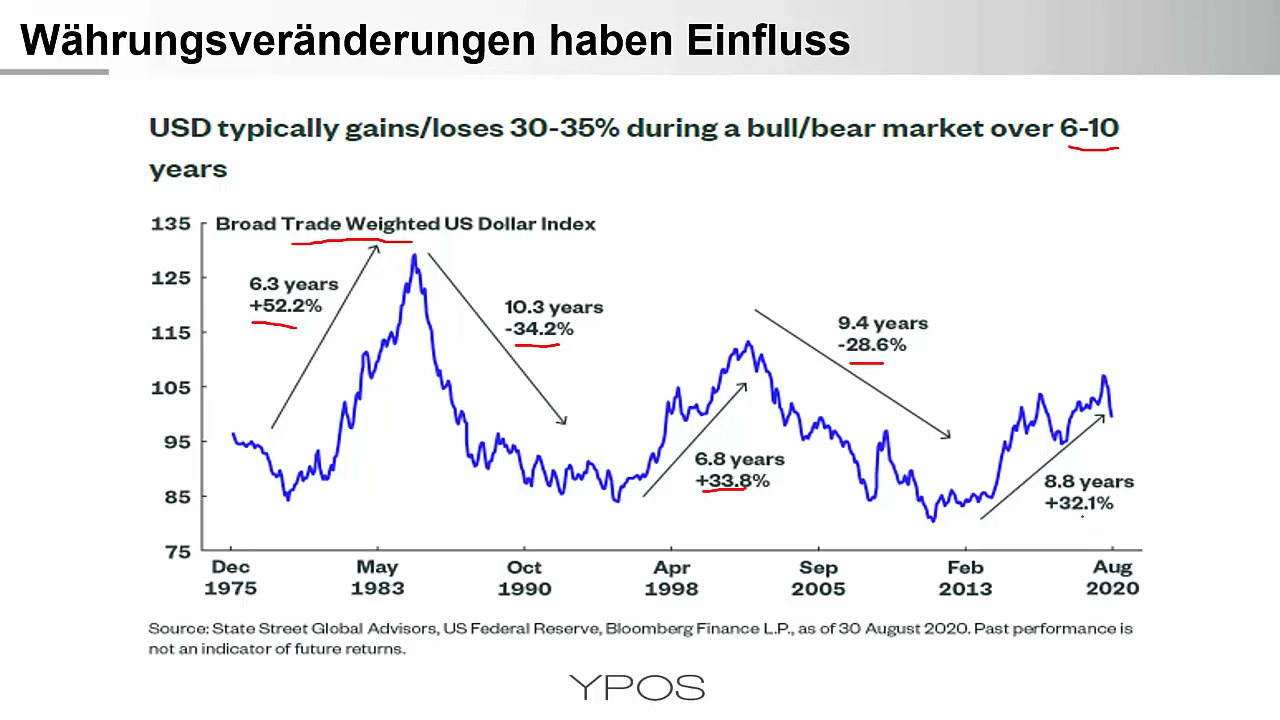 Währungsveränderungen haben Einfluss
USD typically gains/loses 30-35% during a bull/bear market over 6-10
years
135
Broad Trade Weighted US Dollar Index
125
115
105
95
85
75
6.3 years
+52.2%
10.3 years
-34.2%
6.8 years
+33.8%
9.4 years
-28.6%
8.8 years
+32.1%
Dec
1975
May
1983
Oct
1990
Apr
1998
Sep
2005
Feb
2013
Aug
2020
Source: State Street Global Advisors, US Federal Reserve, Bloomberg Finance L.P., as of 30 August 2020. Past performance is
not an indicator of future returns.
YPOS